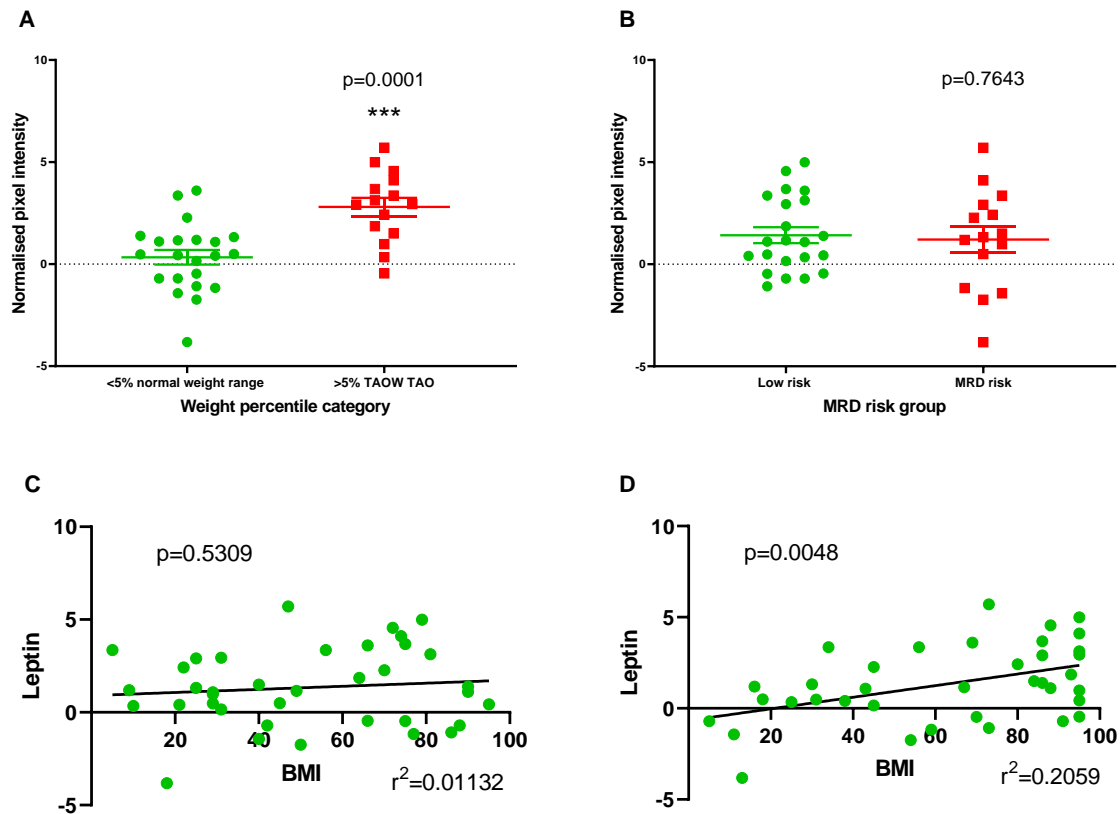 A
Normalised pixel intensity
10
5
0
-5
p=0.0001
***
<5% normal weight range
>5% TAOW TAO
Weight percentile category
B
Normalised pixel intensity
10
5
0
-5
p=0.7643
Low risk
MRD risk
MRD risk group
C
Leptin
10
5
0
-5
p=0.5309
20 40 60 80 100
BMI
r²=0.01132
D
Leptin
10
5
0
-5
p=0.0048
20 40 60 80 100
BMI
r²=0.2059